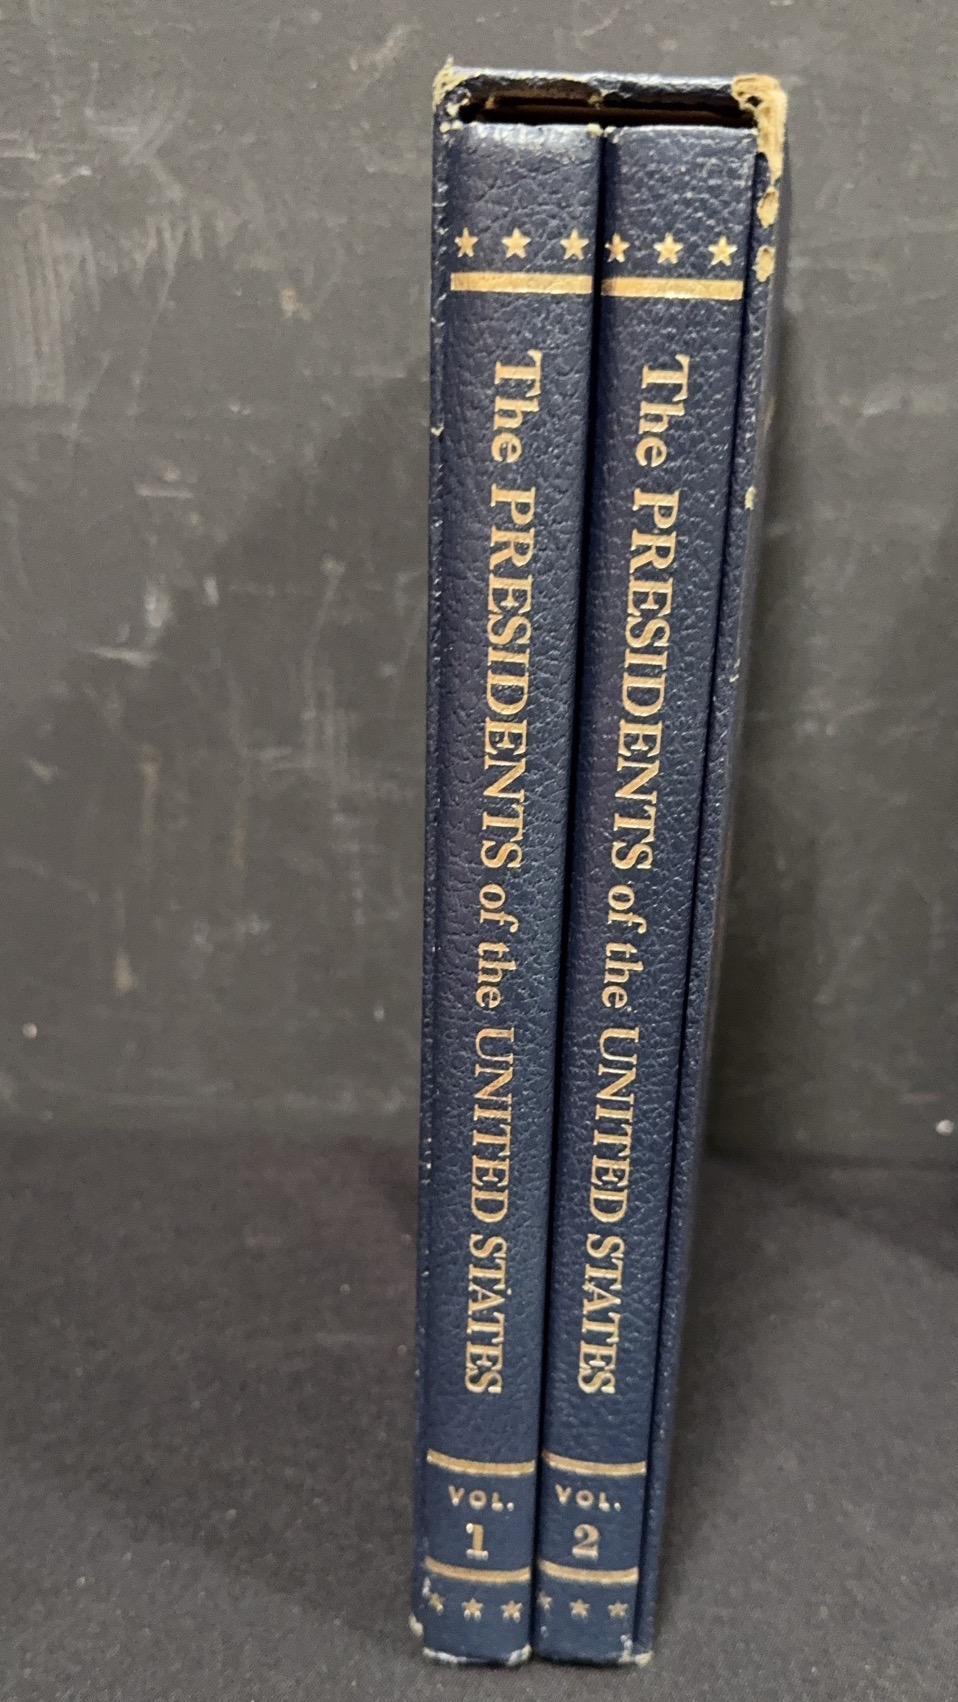 The PRESIDENTS of the UNITED STATES
VOL.
1
The PRESIDENTS of the UNITED STATES
VOL.
2